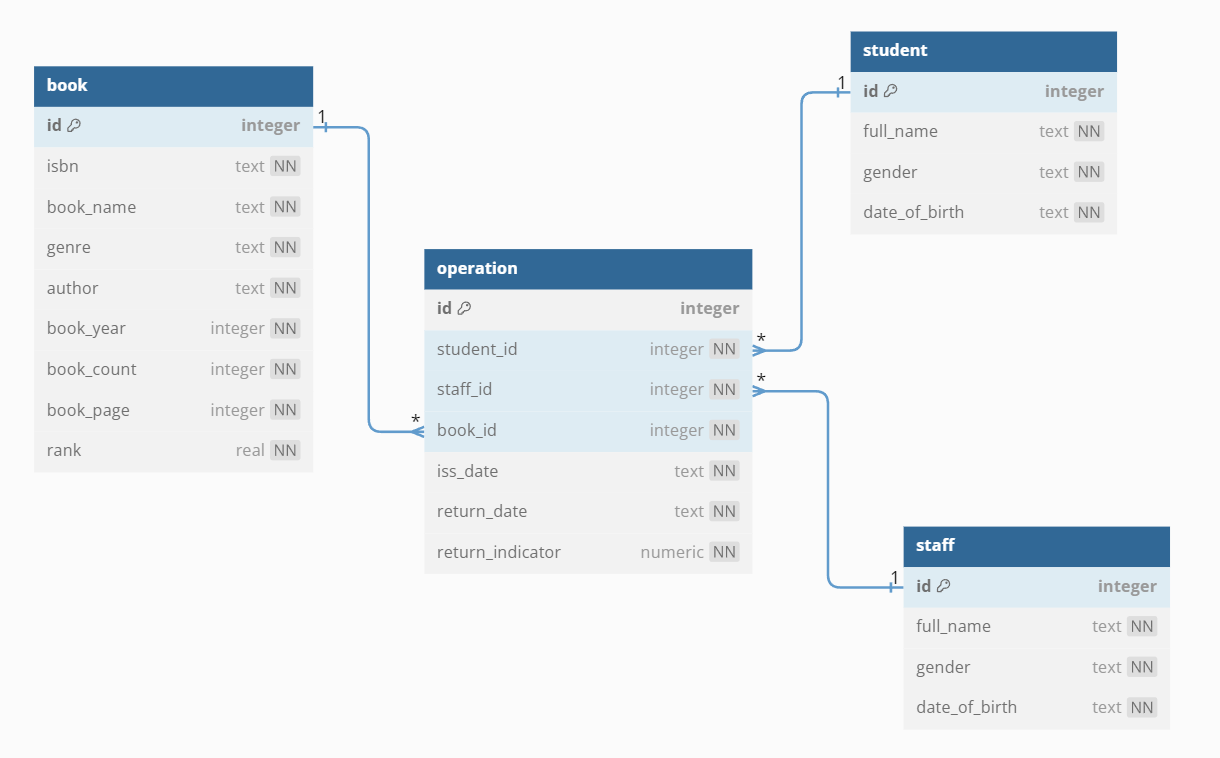 book
id integer
isbn text NN
book_name text NN
genre text NN
author text NN
book_year integer NN
book_count integer NN
book_page integer NN
rank real NN
1
*
operation
id integer
student_id integer NN
staff_id integer NN
book_id integer NN
iss_date text NN
return_date text NN
return_indicator numeric NN
*
*
1
student
id integer
full_name text NN
gender text NN
date_of_birth text NN
1
staff
id integer
full_name text NN
gender text NN
date_of_birth text NN